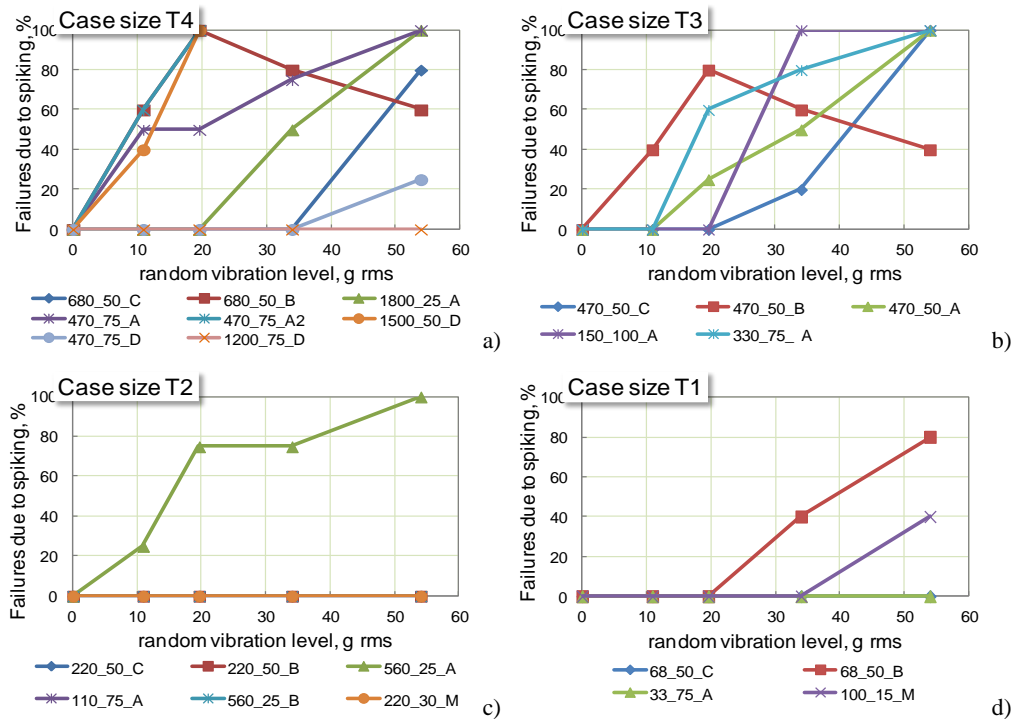 Case size T4
Failures due to spiking, %
100
80
60
40
20
0
0 10 20 30 40 50 60
random vibration level, g rms
680_50_C 680_50_B 1800_25_A
470_75_A 470_75_A2 1500_50_D
470_75_D 1200_75_D
a)
Case size T3
Failures due to spiking, %
100
80
60
40
20
0
0 10 20 30 40 50 60
random vibration level, g rms
470_50_C 470_50_B 470_50_A
150_100_A 330_75_ A
b)
Case size T2
Failures due to spiking, %
100
80
60
40
20
0
0 10 20 30 40 50 60
random vibration level, g rms
220_50_C 220_50_B 560_25_A
110_75_A 560_25_B 220_30_M
c)
Case size T1
Failures due to spiking, %
100
80
60
40
20
0
0 10 20 30 40 50 60
random vibration level, g rms
68_50_C 68_50_B
33_75_A 100_15_M
d)